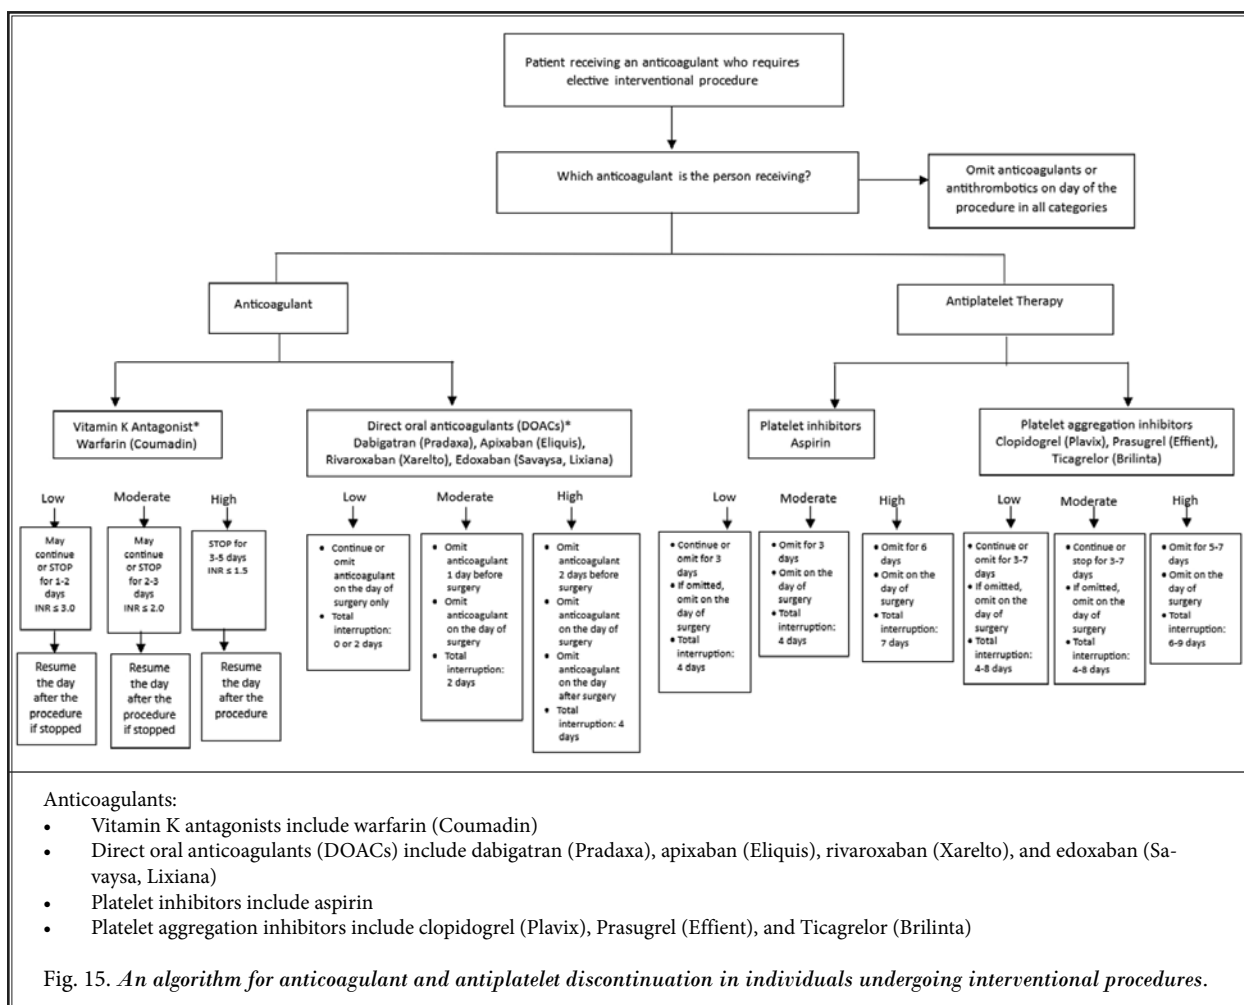 Patient receiving an anticoagulant who requires
elective interventional procedure
Which anticoagulant is the person receiving?
Omit anticoagulants or
antithrombotics on day of the
procedure in all categories
Anticoagulant
Antiplatelet Therapy
Vitamin K Antagonist*
Warfarin (Coumadin)
Direct oral anticoagulants (DOACs)*
Dabigatran (Pradaxa), Apixaban (Eliquis),
Rivaroxaban (Xarelto), Edoxaban (Savaysa, Lixiana)
Platelet inhibitors
Aspirin
Platelet aggregation inhibitors
Clopidogrel (Plavix), Prasugrel (Effient),
Ticagrelor (Brilinta)
Low
May
continue
or STOP
for 1-2
days
INR ≤ 3.0
Resume
the day
after the
procedure
if stopped
Moderate
May
continue
or STOP
for 2-3
days
INR ≤ 2.0
Resume
the day
after the
procedure
if stopped
High
STOP for
3-5 days
INR ≤ 1.5
Resume
the day
after the
procedure
Low
• Continue or
omit
anticoagulant
on the day of
surgery only
• Total
interruption:
0 or 2 days
Moderate
• Omit
anticoagulant
1 day before
surgery
• Omit
anticoagulant
on the day of
surgery
• Total
interruption:
2 days
High
• Omit
anticoagulant
2 days before
surgery
• Omit
anticoagulant
on the day of
surgery
• Omit
anticoagulant
on the day
after surgery
• Total
interruption: 4
days
Low
• Continue or
omit for 3
days
• If omitted,
omit on the
day of
surgery
• Total
interruption:
4 days
Moderate
• Omit for 3 days
• Omit on the
day of
surgery
• Total
interruption:
4 days
High
• Omit for 6
days
• Omit on the
day of
surgery
• Total
interruption:
7 days
Low
• Continue or
omit for 3-7
days
• If omitted,
omit on the
day of
surgery
• Total
interruption:
4-8 days
Moderate
• Continue or
stop for 3-7
days
• If omitted,
omit on the
day of
surgery
• Total
interruption:
4-8 days
High
• Omit for 5-7
days
• Omit on the
day of
surgery
• Total
interruption:
6-9 days
Anticoagulants:
• Vitamin K antagonists include warfarin (Coumadin)
• Direct oral anticoagulants (DOACs) include dabigatran (Pradaxa), apixaban (Eliquis), rivaroxaban (Xarelto), and edoxaban (Sa-
vaysa, Lixiana)
• Platelet inhibitors include aspirin
• Platelet aggregation inhibitors include clopidogrel (Plavix), Prasugrel (Effient), and Ticagrelor (Brilinta)
Fig. 15. An algorithm for anticoagulant and antiplatelet discontinuation in individuals undergoing interventional procedures.